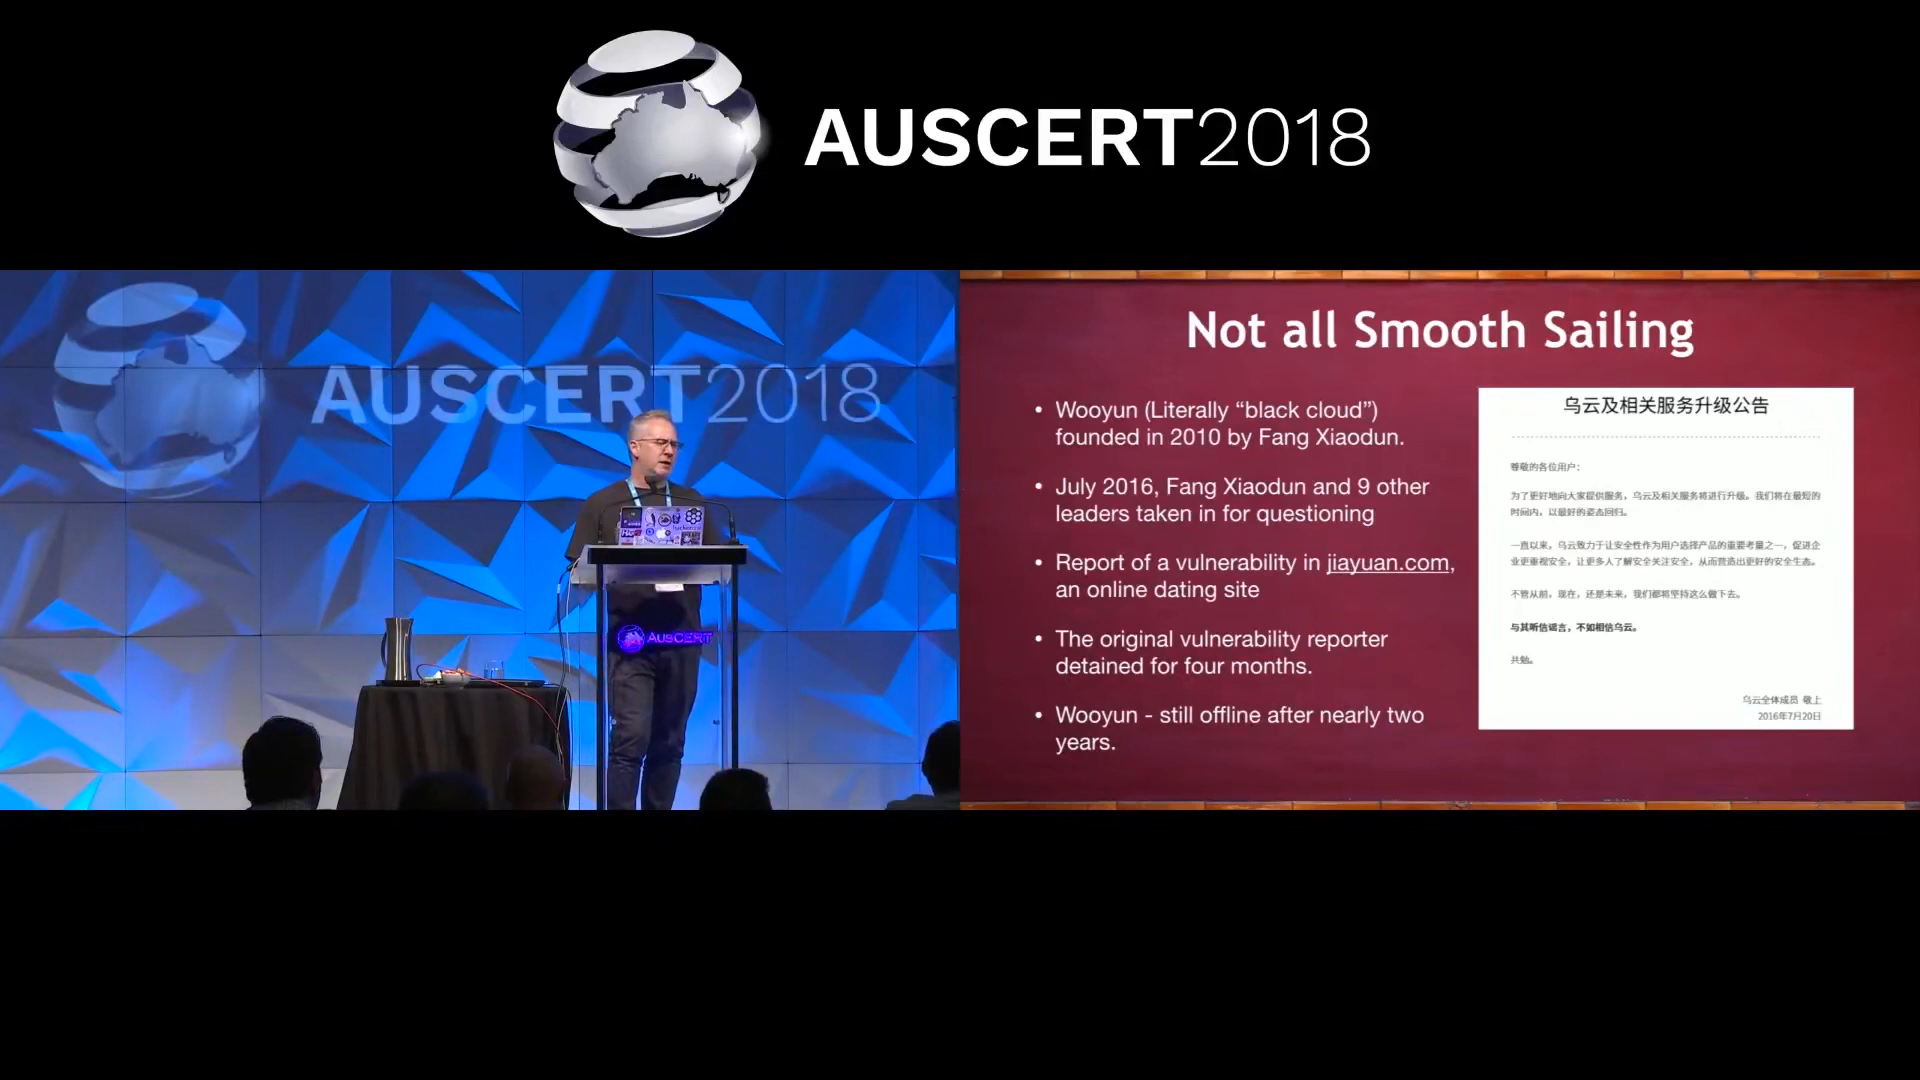 AUSCERT2018
AUSCERT2018
AUSCERT
Not all Smooth Sailing
• Wooyun (Literally “black cloud”)
founded in 2010 by Fang Xiaodun.
• July 2016, Fang Xiaodun and 9 other
leaders taken in for questioning
• Report of a vulnerability in jiayuan.com,
an online dating site
• The original vulnerability reporter
detained for four months.
• Wooyun - still offline after nearly two
years.
乌云及相关服务升级公告
尊敬的各位用户：
为了更好地向大家提供服务，乌云及相关服务将进行升级。我们将在最短的
时间内，以最好的姿态回归。
一直以来，乌云致力于让安全性作为用户选择产品的重要考量之一，促进企
业更重视安全，让更多人了解安全关注安全，从而营造出更好的安全生态。
不管从前，现在，还是未来，我们都将坚持这么做下去。
与其听信谣言，不如相信乌云。
共勉。
乌云全体成员 敬上
2016年7月20日